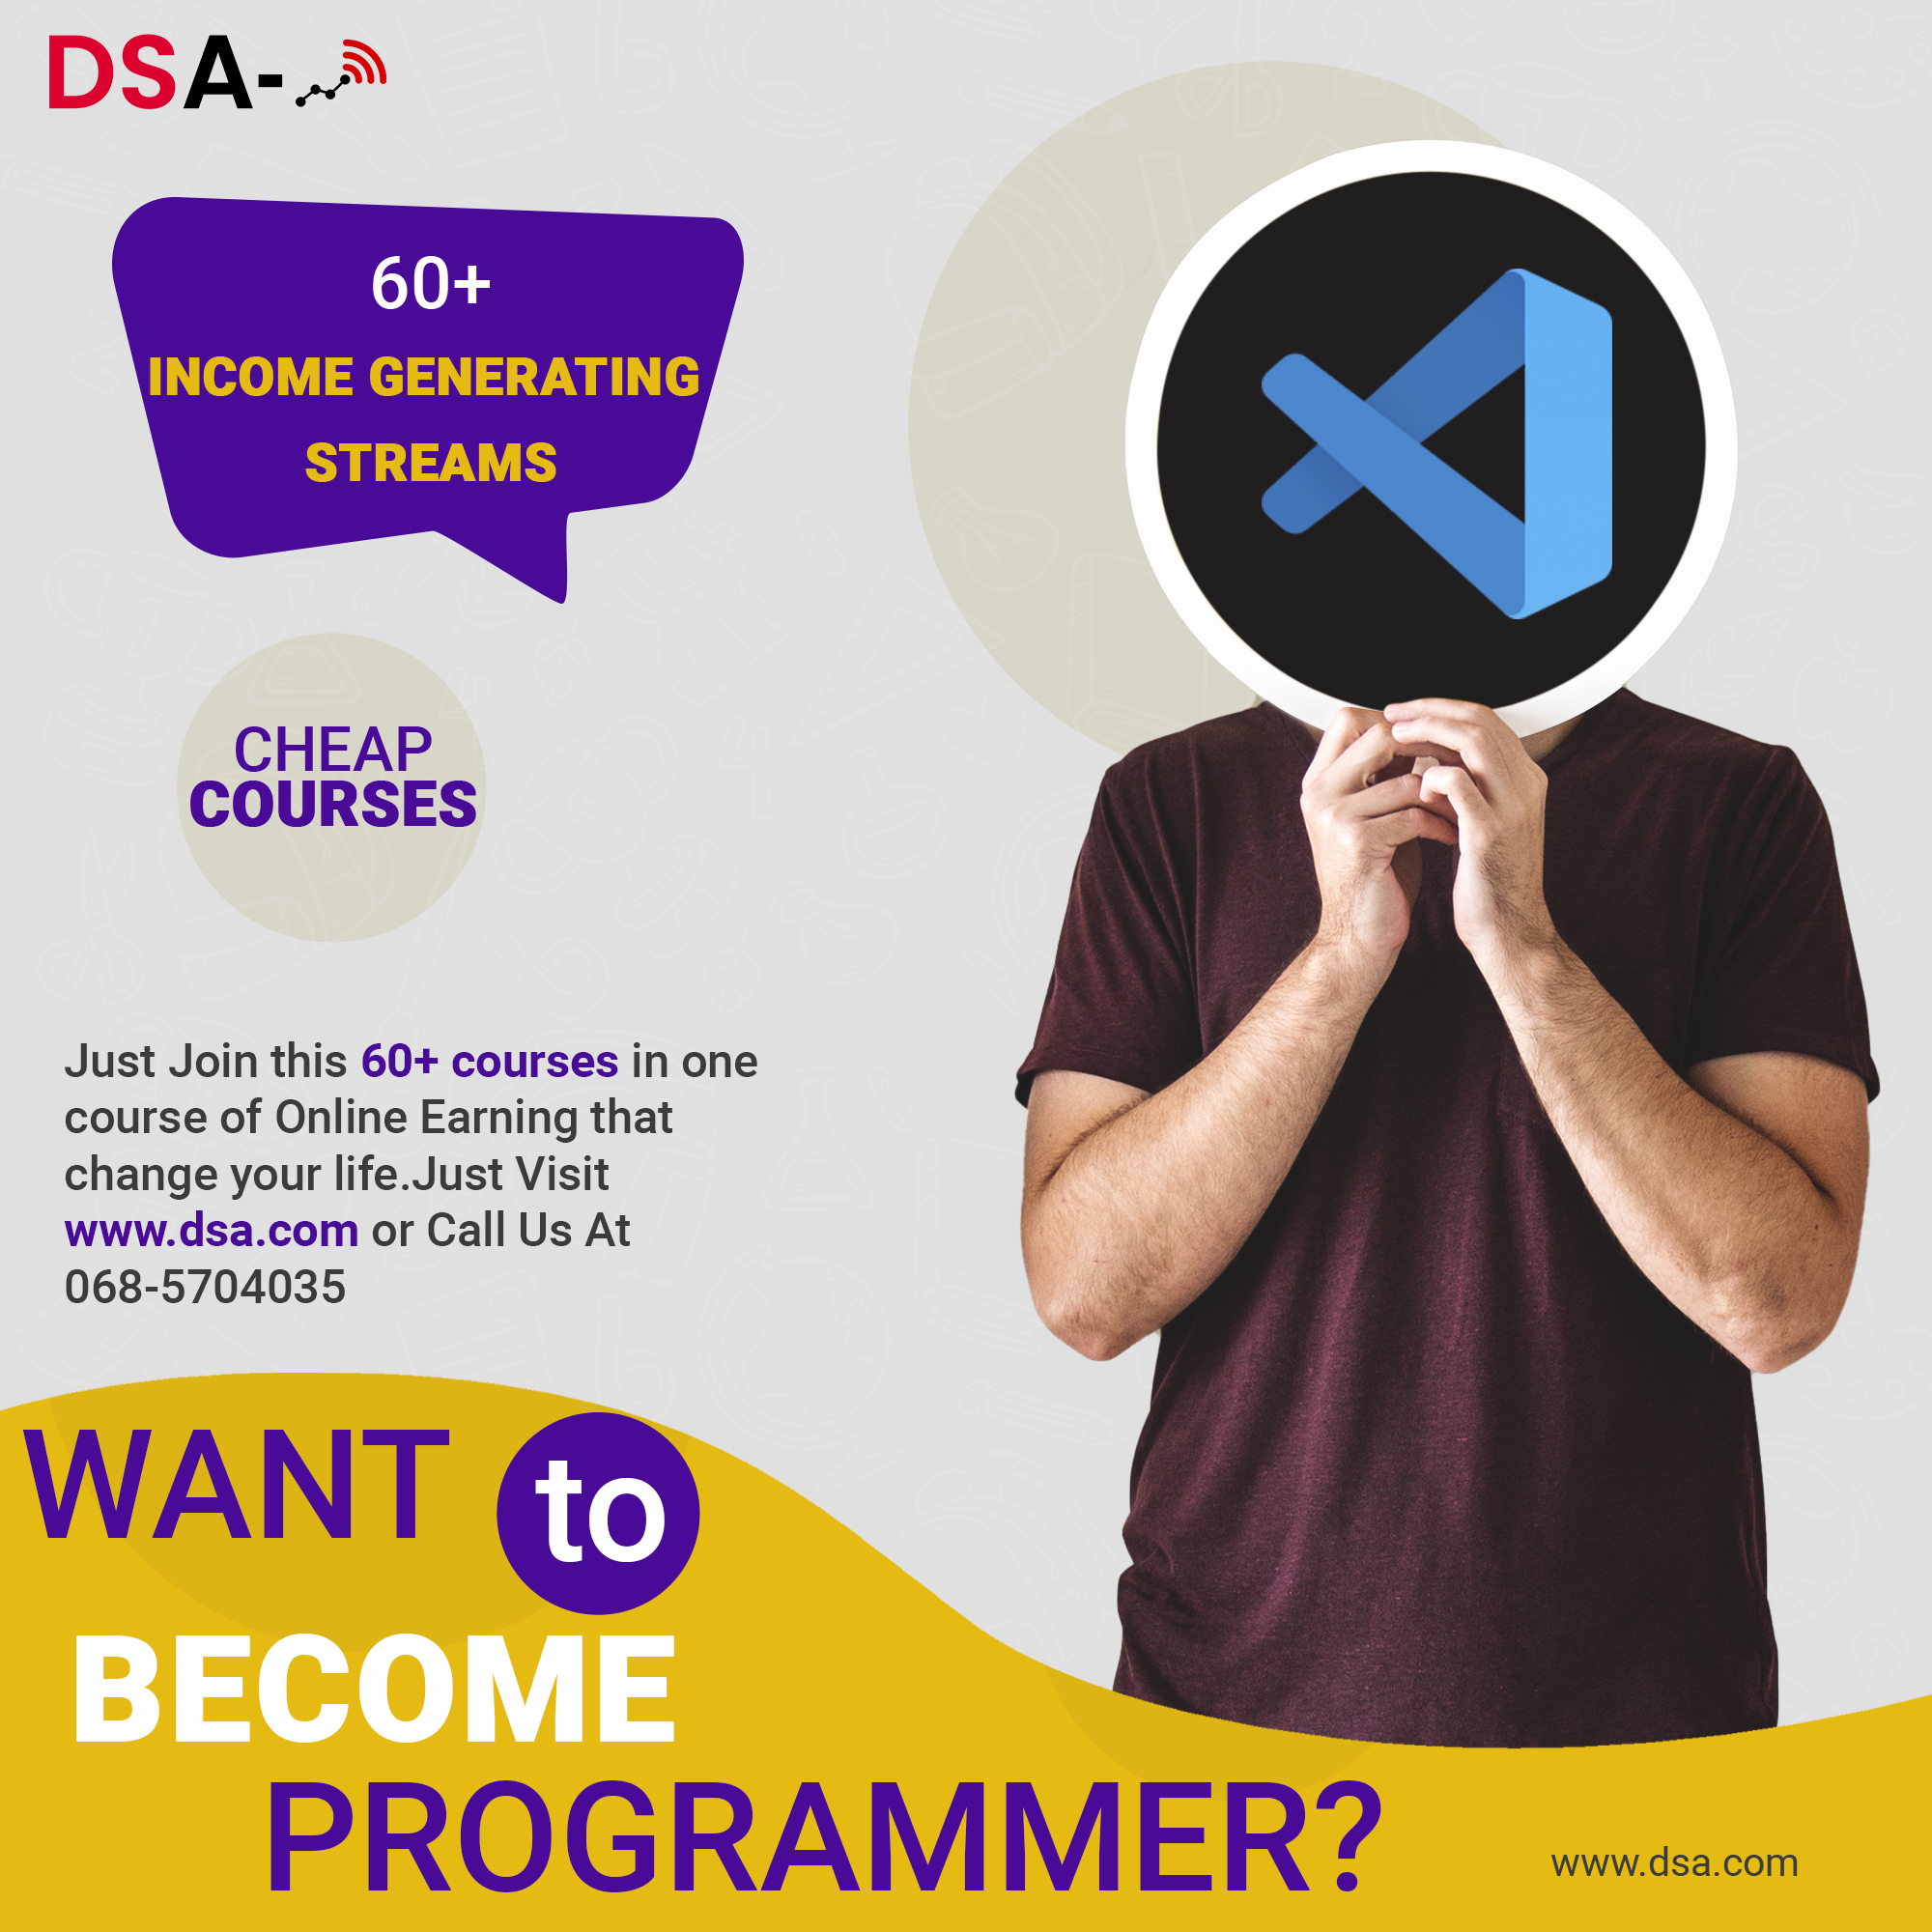 DSA-
60+
INCOME GENERATING
STREAMS
CHEAP
COURSES
Just Join this 60+ courses in one
course of Online Earning that
change your life.Just Visit
www.dsa.com or Call Us At
068-5704035
WANT to
BECOME
PROGRAMMER?
www.dsa.com